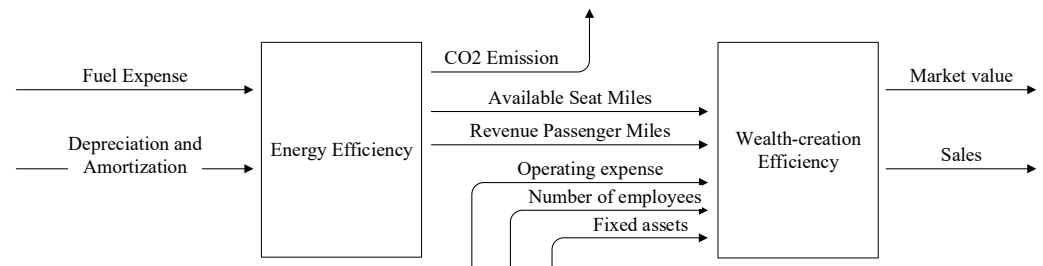 Fuel Expense
Depreciation and
Amortization
Energy Efficiency
CO2 Emission
Available Seat Miles
Revenue Passenger Miles
Operating expense
Number of employees
Fixed assets
Wealth-creation
Efficiency
Market value
Sales